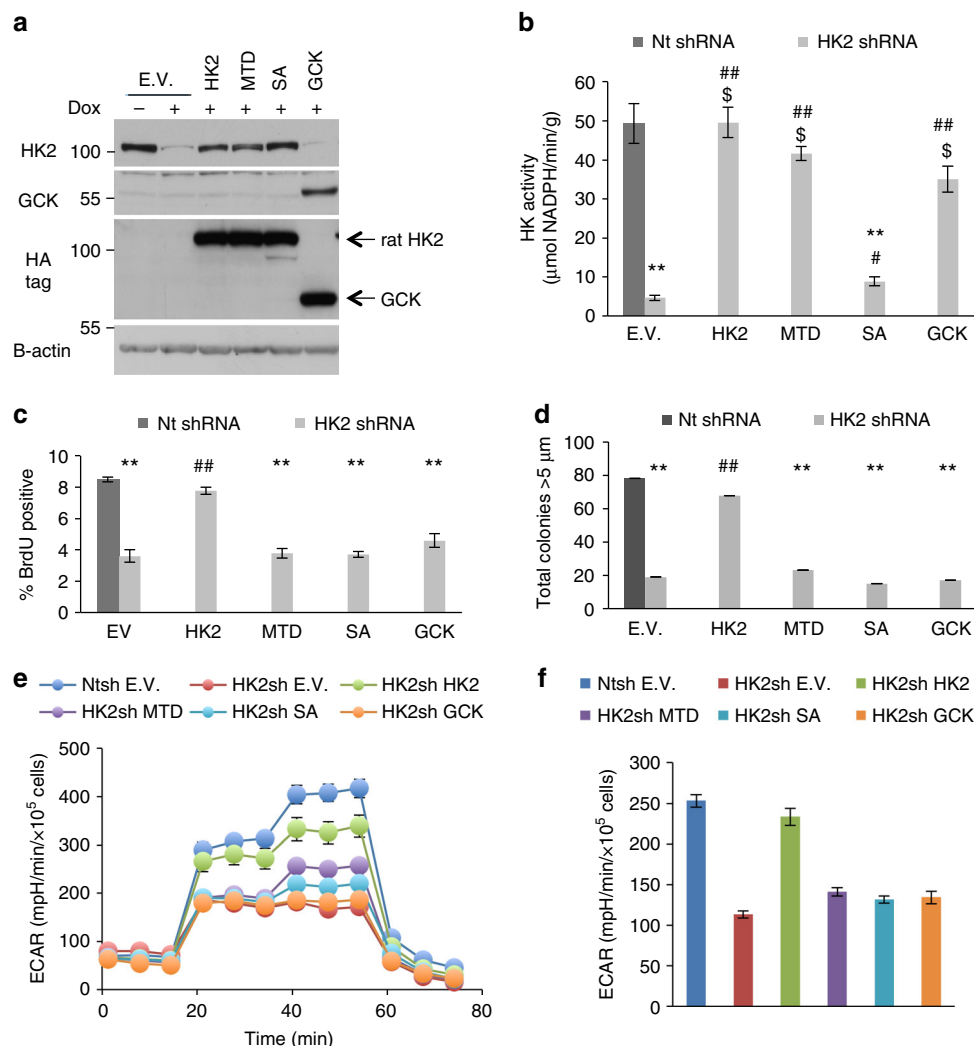 a
E.V.
HK2
MTD
SA
GCK
Dox
– + + + + +
HK2 100
GCK 55
HA tag
100
rat HK2
GCK
55
B-actin
b
Nt shRNA
HK2 shRNA
HK activity
(μmol NADPH/min/g)
60
50
40
30
20
10
0
**
##
$
##
$
**
#
##
$
E.V. HK2 MTD SA GCK
c
Nt shRNA
HK2 shRNA
% BrdU positive
10
8
6
4
2
0
** ## ** ** **
EV HK2 MTD SA GCK
d
Nt shRNA
HK2 shRNA
Total colonies >5 μm
80
60
40
20
0
** ## ** ** **
E.V. HK2 MTD SA GCK
e
Ntsh E.V. HK2sh E.V. HK2sh HK2
HK2sh MTD HK2sh SA HK2sh GCK
ECAR (mpH/min/×10⁵ cells)
500
400
300
200
100
0
0 20 40 60 80
Time (min)
f
Ntsh E.V. HK2sh E.V. HK2sh HK2
HK2sh MTD HK2sh SA HK2sh GCK
ECAR (mpH/min/×10⁵ cells)
300
250
200
150
100
50
0